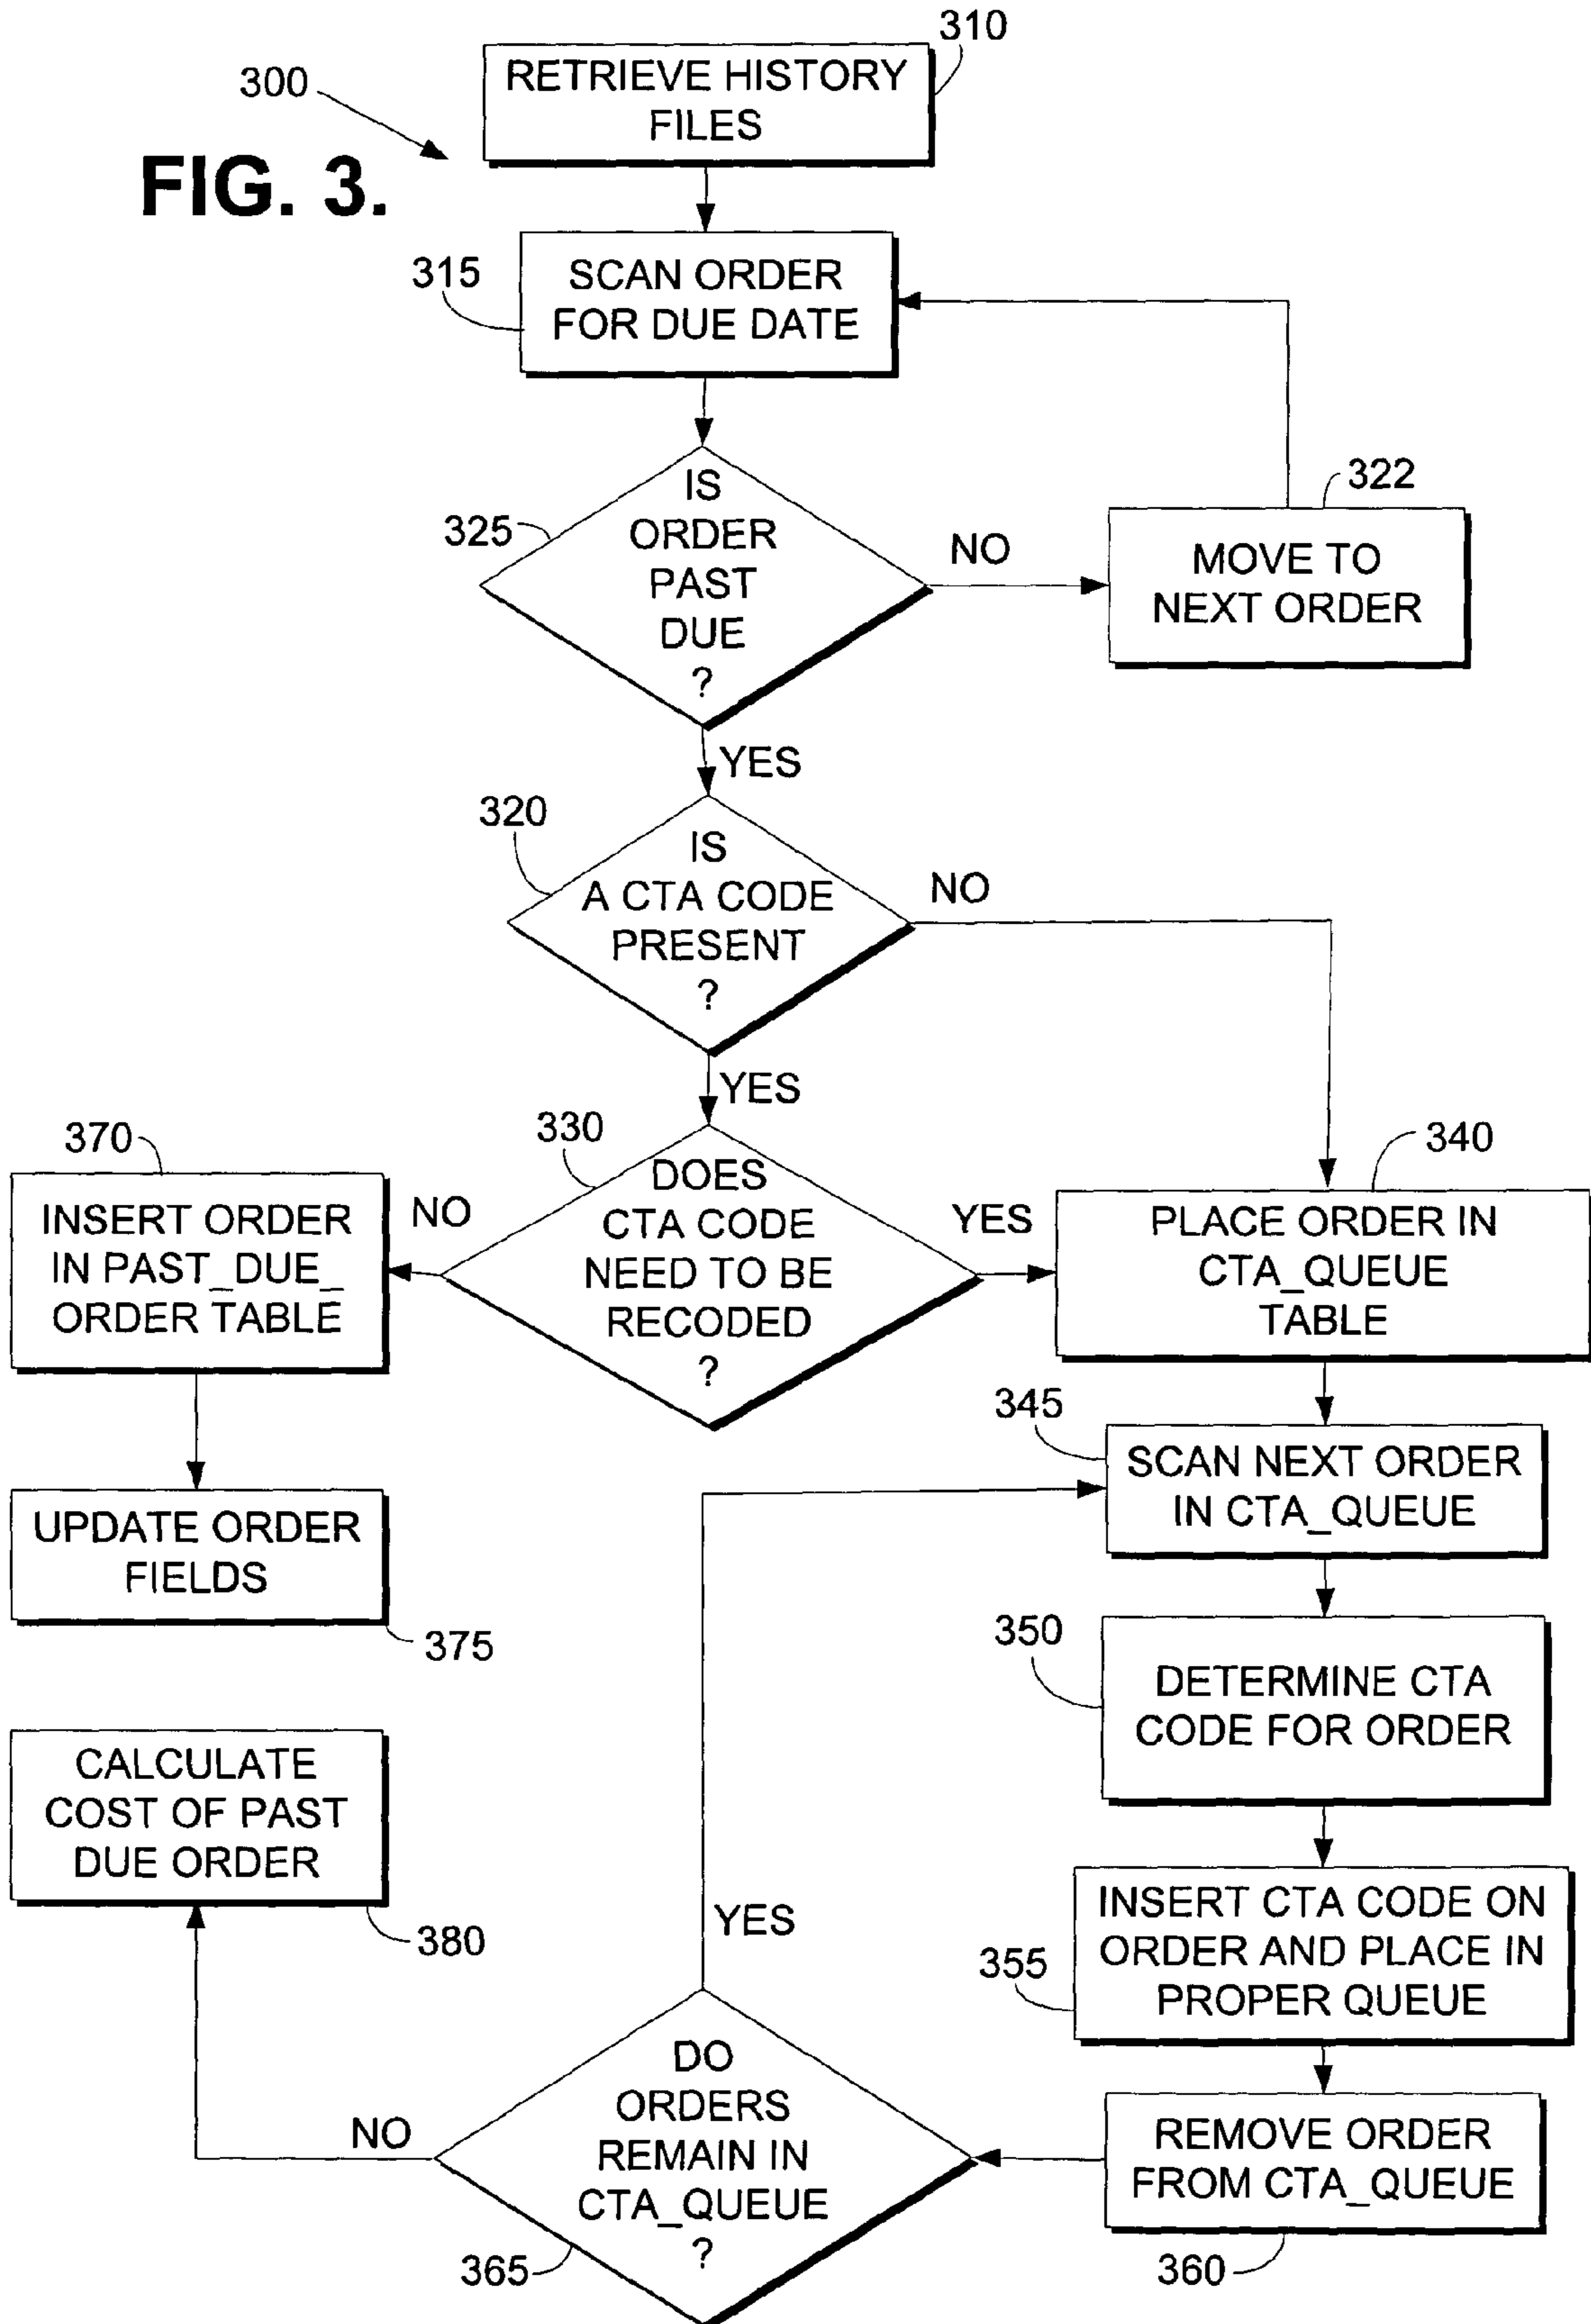 310
RETRIEVE HISTORY
FILES
300
FIG. 3.
315
SCAN ORDER
FOR DUE DATE
322
MOVE TO
NEXT ORDER
325
IS
ORDER
PAST
DUE
?
NO
YES
320
IS
A CTA CODE
PRESENT
?
NO
YES
330
DOES
CTA CODE
NEED TO BE
RECODED
?
NO
YES
370
INSERT ORDER
IN PAST_DUE_
ORDER TABLE
340
PLACE ORDER IN
CTA_QUEUE
TABLE
345
SCAN NEXT ORDER
IN CTA_QUEUE
UPDATE ORDER
FIELDS
375
350
DETERMINE CTA
CODE FOR ORDER
CALCULATE
COST OF PAST
DUE ORDER
380
355
INSERT CTA CODE ON
ORDER AND PLACE IN
PROPER QUEUE
YES
DO
ORDERS
REMAIN IN
CTA_QUEUE
?
NO
365
REMOVE ORDER
FROM CTA_QUEUE
360